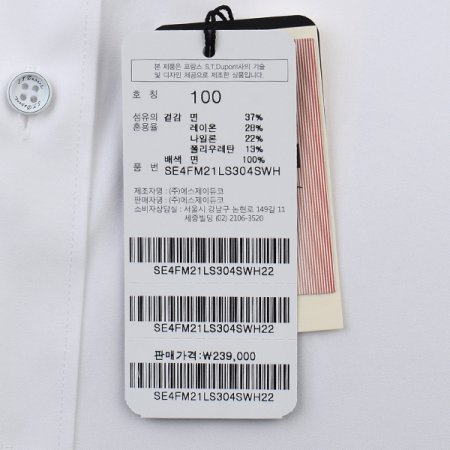 본 제품은 프랑스 S.T.Dupont사의 기술
및 디자인 제공으로 제조한 상품입니다.
호 칭 100
섬유의 겉감 면 37%
혼용율 레이온 28%
나일론 22%
폴리우레탄 13%
배색 면 100%
품 번 SE4FM21LS304SWH
제조자명 : (주)에스제이듀코
판매자명 : (주)에스제이듀코
소비자상담실 : 서울시 강남구 논현로 149길 11
세종빌딩 (02) 2106-3520
SE4FM21LS304SWH22
SE4FM21LS304SWH22
판매가격:₩239,000
SE4FM21LS304SWH22